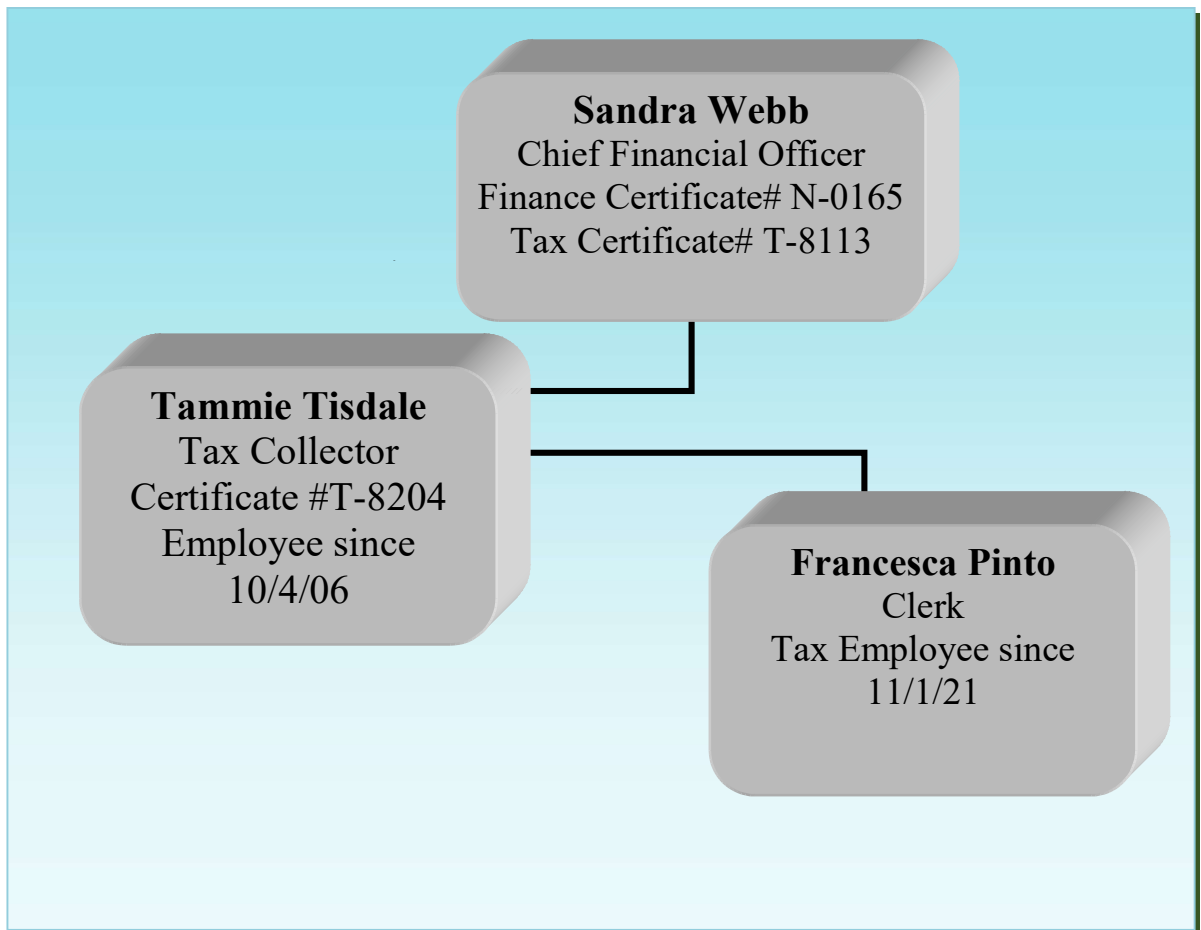 Sandra Webb
Chief Financial Officer
Finance Certificate# N-0165
Tax Certificate# T-8113
Tammie Tisdale
Tax Collector
Certificate #T-8204
Employee since
10/4/06
Francesca Pinto
Clerk
Tax Employee since
11/1/21